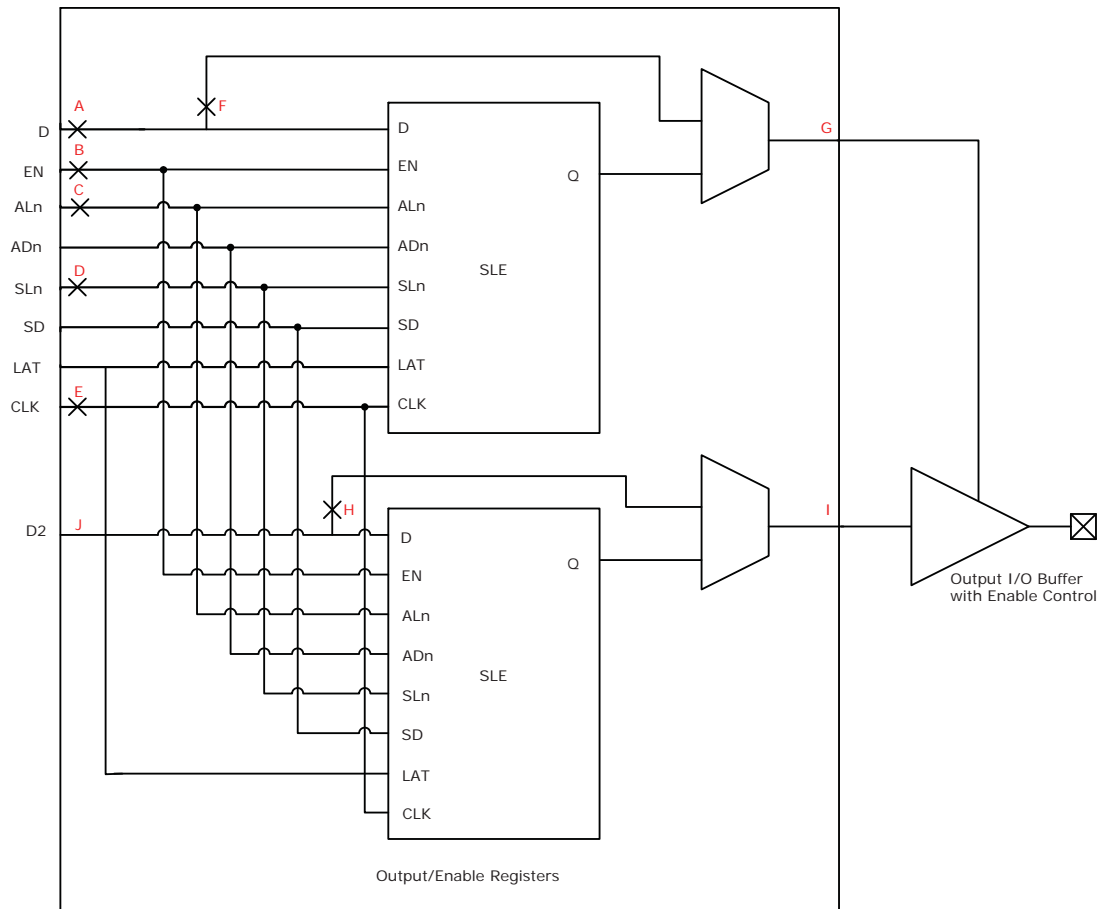 A
F
D
D
G
B
EN
EN
Q
C
ALn
ALn
ADn
ADn
D
SLE
SLn
SLn
SD
SD
LAT
LAT
E
CLK
CLK
H
J
I
D2
D
Q
EN
Output I/O Buffer
with Enable Control
ALn
ADn
SLE
SLn
SD
LAT
CLK
Output/Enable Registers